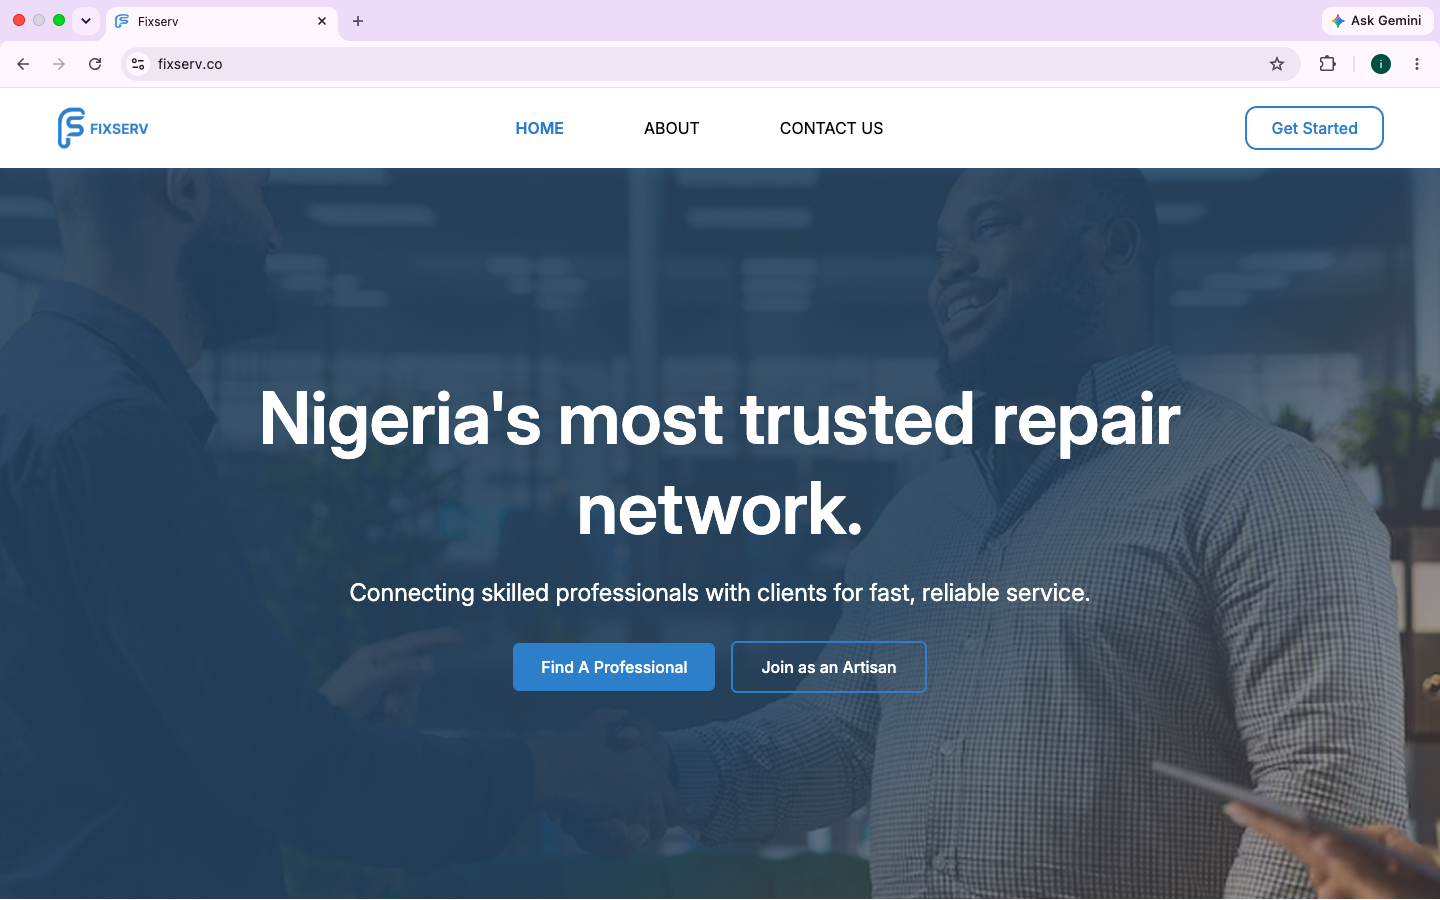 Fixserv
Ask Gemini
fixserv.co
i
FIXSERV
HOME
ABOUT
CONTACT US
Get Started
Nigeria's most trusted repair
network.
Connecting skilled professionals with clients for fast, reliable service.
Find A Professional
Join as an Artisan